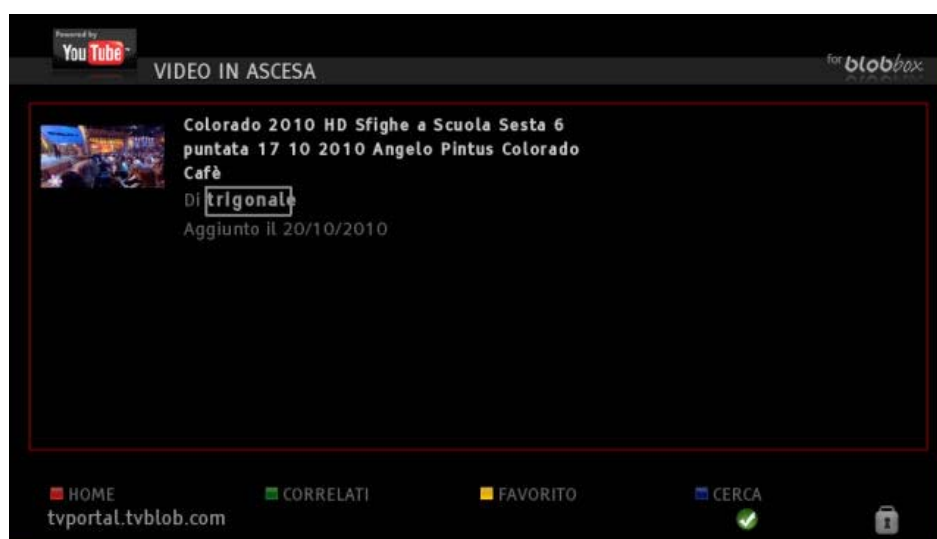 Powered by
YouTube™
VIDEO IN ASCESA
for blobbox
Colorado 2010 HD Sfighe a Scuola Sesta 6
puntata 17 10 2010 Angelo Pintus Colorado
Cafè
Di trigonale
Aggiunto il 20/10/2010
HOME CORRELATI FAVORITO CERCA
tvportal.tvblob.com